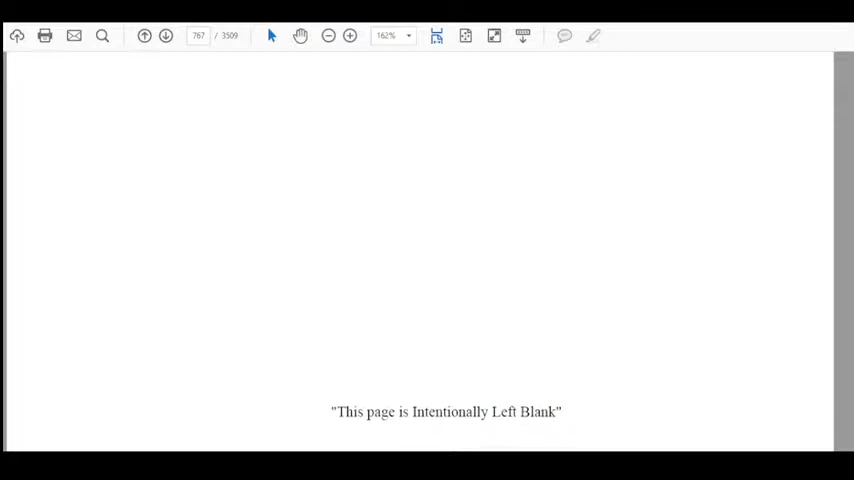 767 / 3509 162%
"This page is Intentionally Left Blank"